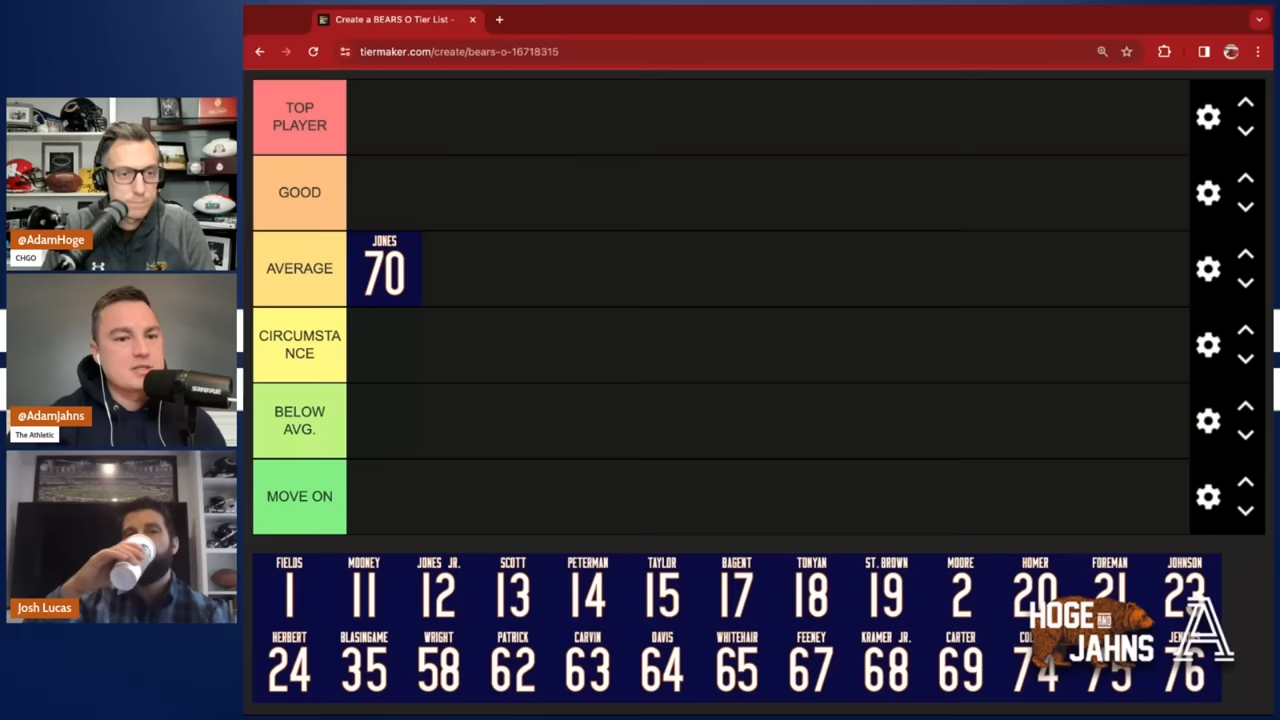 Create a BEARS O Tier List -
tiermaker.com/create/bears-o-16718315
TOP
PLAYER
GOOD
AVERAGE
JONES
70
CIRCUMSTA
NCE
BELOW
AVG.
MOVE ON
@AdamHoge
CHGO
SHURE
@AdamJahns
The Athletic
Josh Lucas
FIELDS MOONEY JONES JR. SCOTT PETERMAN TAYLOR BAGENT TONYAN ST. BROWN MOORE HOMER FOREMAN JOHNSON
1 11 12 13 14 15 17 18 19 2 20 21 23
HERBERT BLASINGAME WRIGHT PATRICK CARVIN DAVIS WHITEHAIR FEENEY KRAMER JR. CARTER
24 35 58 62 63 64 65 67 68 69 74 75 76
HOGE AND
JAHNS
A